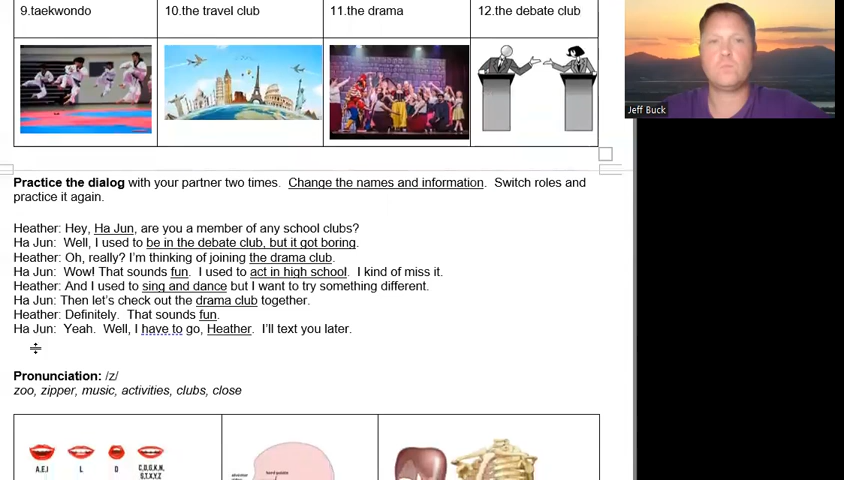 9.taekwondo
10.the travel club
11.the drama
12.the debate club
Jeff Buck
Practice the dialog with your partner two times.  Change the names and information.  Switch roles and
practice it again.
Heather: Hey, Ha Jun, are you a member of any school clubs?
Ha Jun:  Well, I used to be in the debate club, but it got boring.
Heather: Oh, really? I'm thinking of joining the drama club.
Ha Jun:  Wow! That sounds fun.  I used to act in high school.  I kind of miss it.
Heather: And I used to sing and dance but I want to try something different.
Ha Jun: Then let's check out the drama club together.
Heather: Definitely.  That sounds fun.
Ha Jun:  Yeah.  Well, I have to go, Heather.  I'll text you later.
Pronunciation: /z/
zoo, zipper, music, activities, clubs, close
A,E,I
L
O
C,D,G,K,N,
S,T,X,Y,Z
hard palate